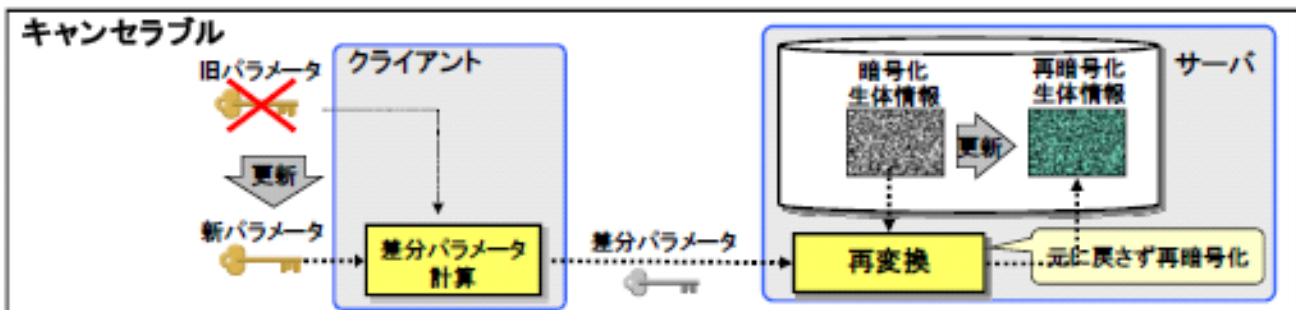 キャンセラブル
旧パラメータ
クライアント
サーバ
暗号化
生体情報
再暗号化
生体情報
更新
更新
新パラメータ
差分パラメータ
計算
差分パラメータ
再変換
元に戻さず再暗号化